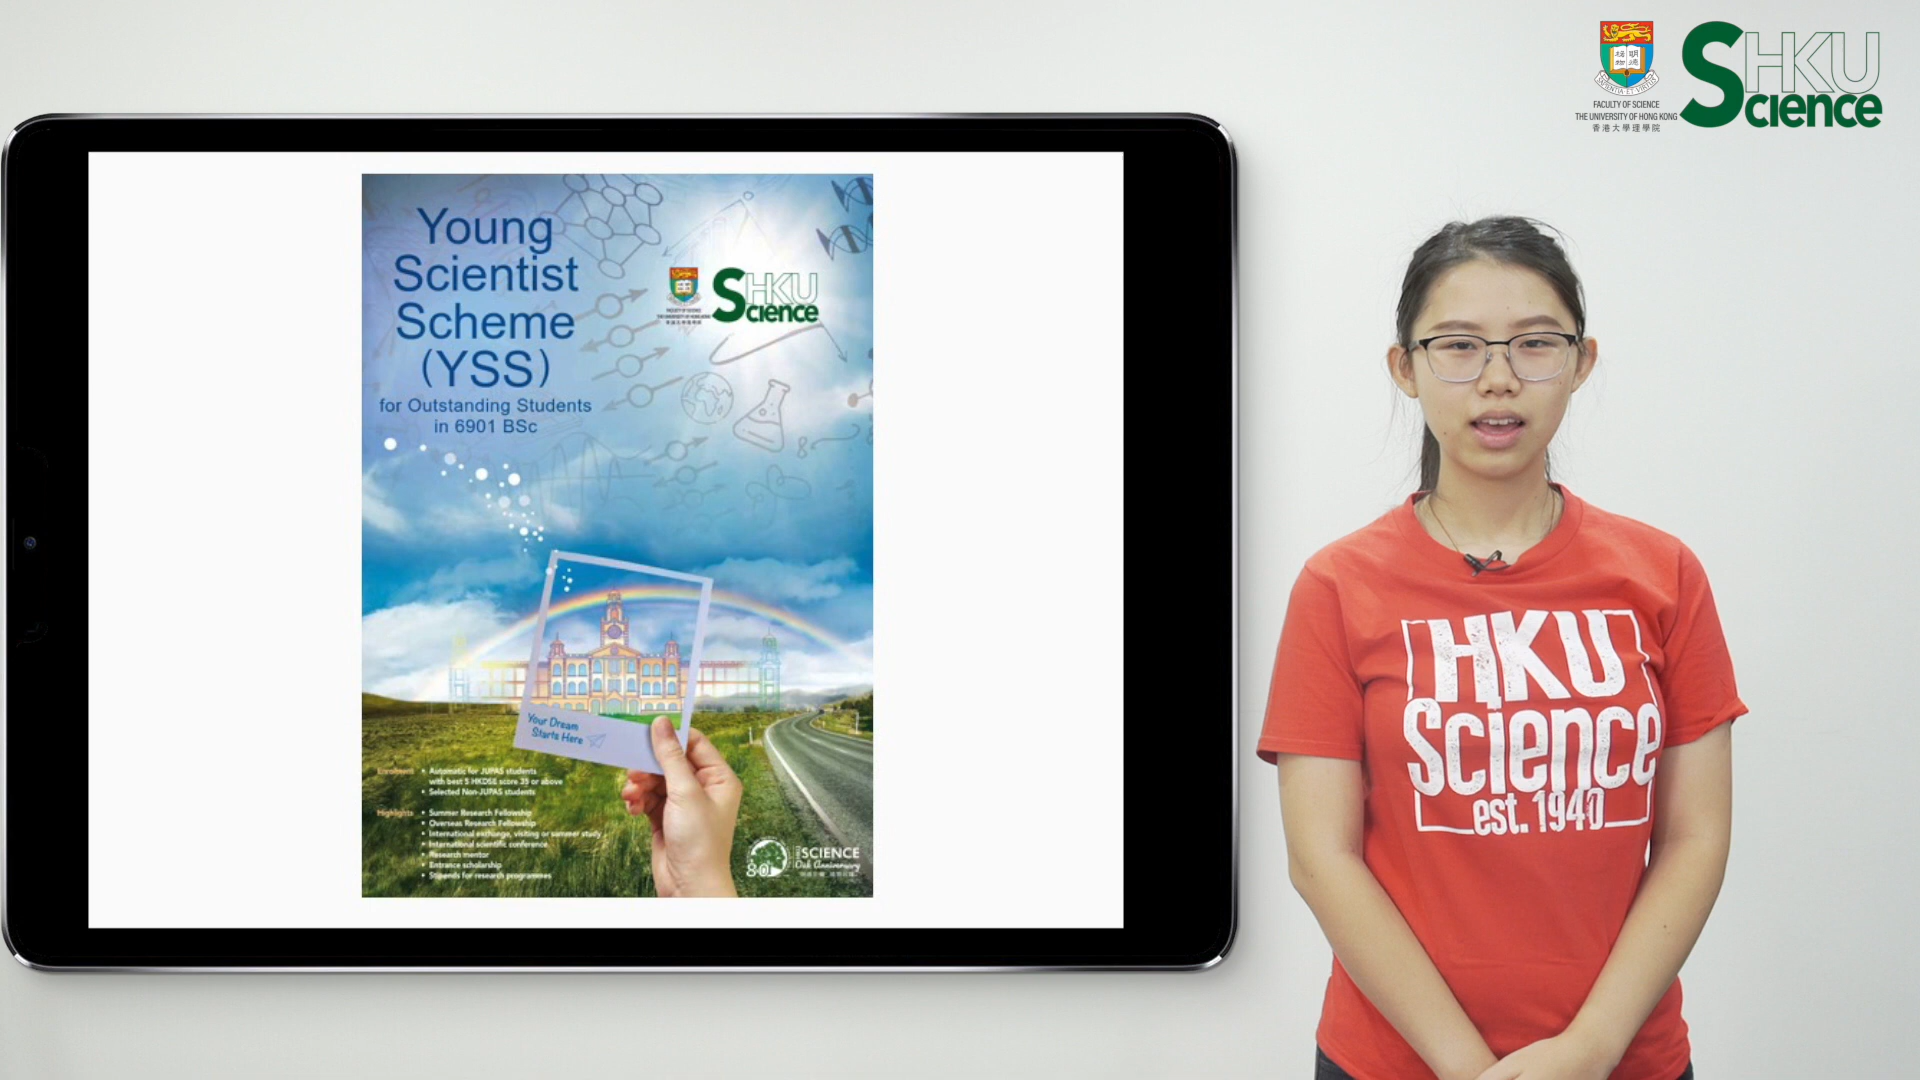 Young
Scientist
Scheme
(YSS)
for Outstanding Students
in 6901 BSc
SHKU
Science
Your Dream
Starts Here
Enrolment
• Automatic for JUPAS students
with best 5 HKDSE score 35 or above
• Selected Non-JUPAS students
Highlights
• Summer Research Fellowship
• Overseas Research Fellowship
• International exchange, visiting or summer study
• International scientific conference
• Research mentor
• Entrance scholarship
• Stipends for research programmes
80
SCIENCE
Oak Anniversary
FACULTY OF SCIENCE
THE UNIVERSITY OF HONG KONG
香港大學理學院
SHKU
Science
HKU
Science
est. 1940